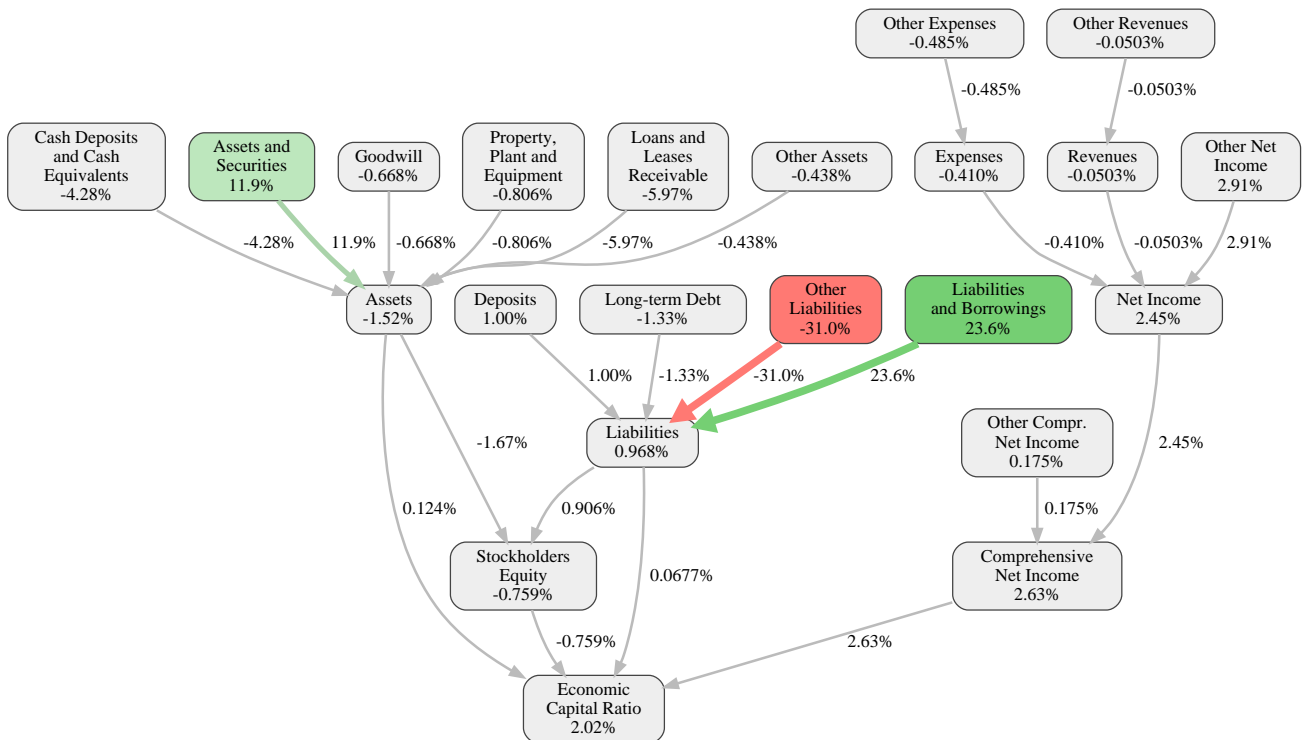 Other Expenses
-0.485%
Other Revenues
-0.0503%
-0.485%
-0.0503%
Cash Deposits
and Cash
Equivalents
-4.28%
Assets and
Securities
11.9%
Goodwill
-0.668%
Property,
Plant and
Equipment
-0.806%
Loans and
Leases
Receivable
-5.97%
Other Assets
-0.438%
Expenses
-0.410%
Revenues
-0.0503%
Other Net
Income
2.91%
-4.28%
11.9%
-0.668%
-0.806%
-5.97%
-0.438%
-0.410%
-0.0503%
2.91%
Assets
-1.52%
Deposits
1.00%
Long-term Debt
-1.33%
Other
Liabilities
-31.0%
Liabilities
and Borrowings
23.6%
Net Income
2.45%
1.00%
-1.33%
-31.0%
23.6%
-1.67%
Liabilities
0.968%
Other Compr.
Net Income
0.175%
2.45%
0.124%
0.906%
0.175%
Stockholders
Equity
-0.759%
0.0677%
Comprehensive
Net Income
2.63%
-0.759%
2.63%
Economic
Capital Ratio
2.02%